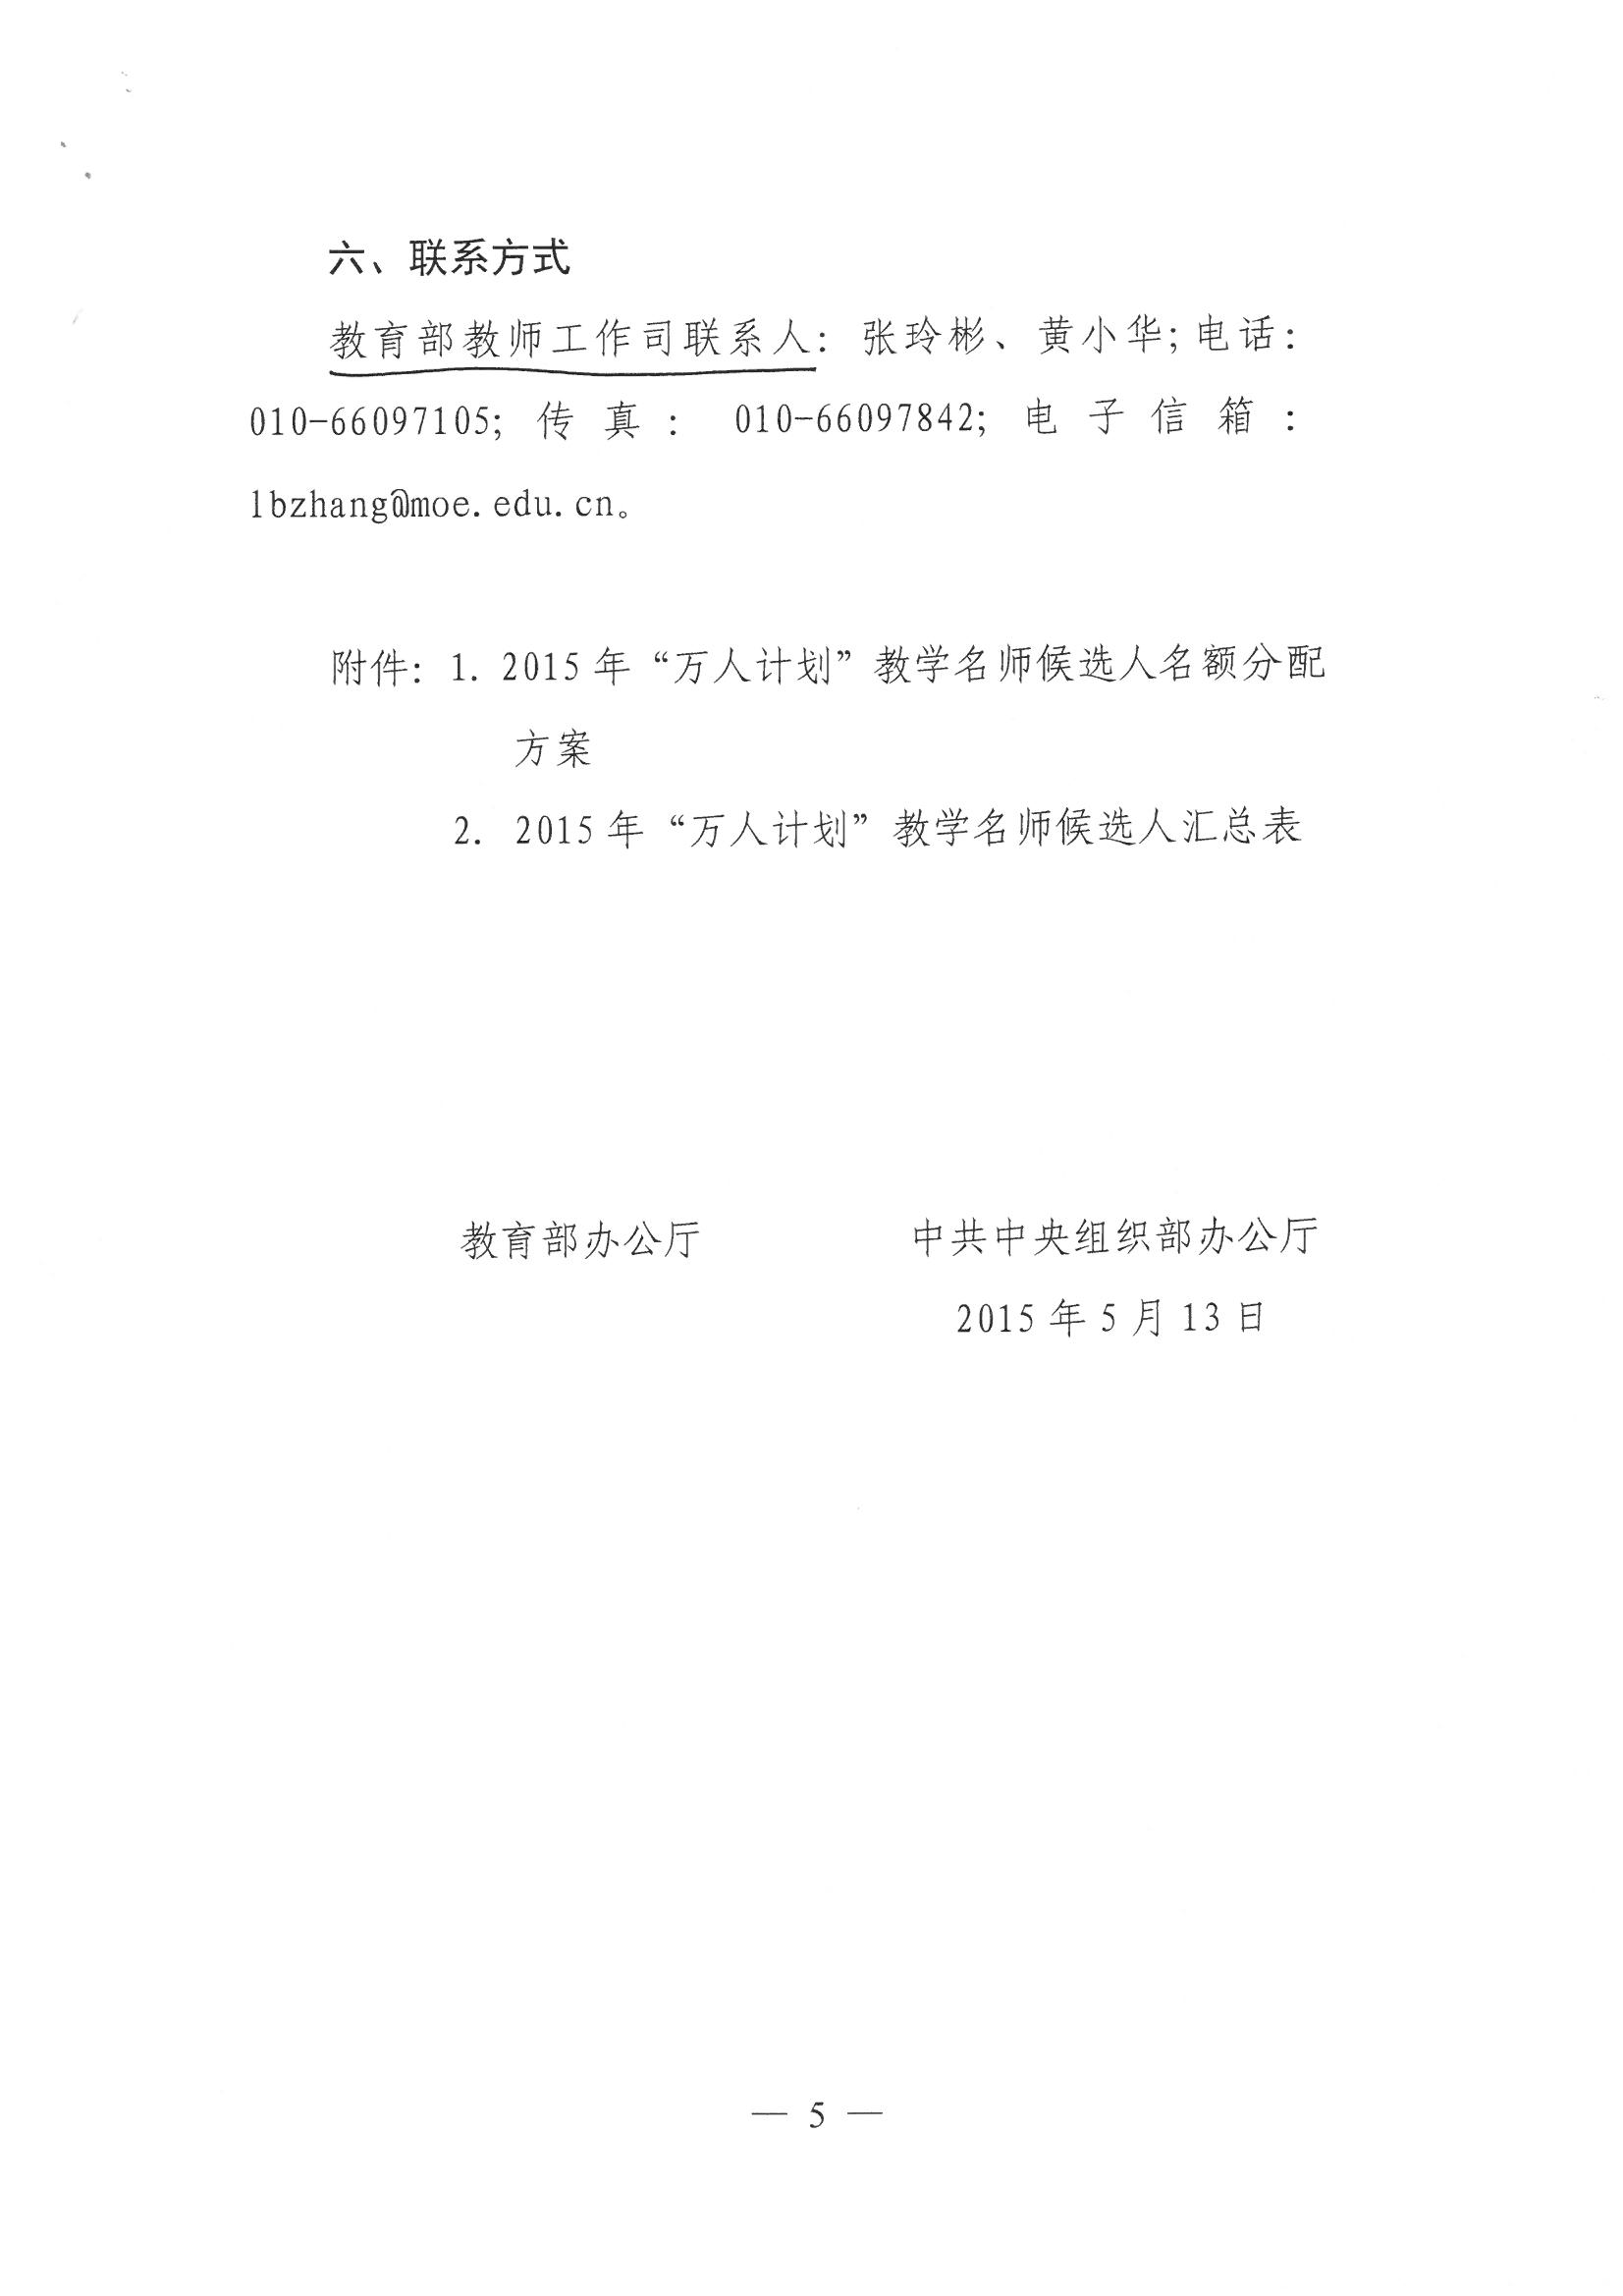 六、联系方式
教育部教师工作司联系人：张玲彬、黄小华；电话：
010-66097105；传真：010-66097842；电子信箱：
lbzhang@moe.edu.cn。
附件：1. 2015年“万人计划”教学名师候选人名额分配
方案
2. 2015年“万人计划”教学名师候选人汇总表
教育部办公厅 中共中央组织部办公厅
2015年5月13日
— 5 —